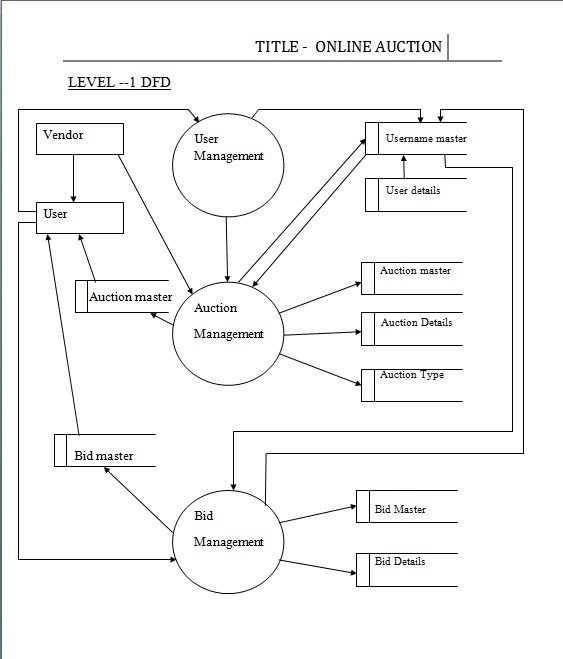 TITLE - ONLINE AUCTION
LEVEL --1 DFD
Vendor
User
Management
Username master
User details
User
Auction master
Auction master
Auction
Management
Auction Details
Auction Type
Bid master
Bid
Management
Bid Master
Bid Details